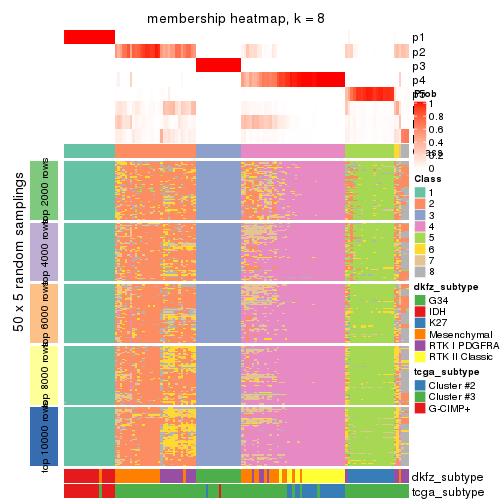 membership heatmap, k = 8
p1
p2
p3
p4
Prob
1
0.8
0.6
0.4
0.2
0
Class
1
2
3
4
5
6
7
8
dkfz_subtype
G34
IDH
K27
Mesenchymal
RTK I PDGFRA
RTK II Classic
tcga_subtype
Cluster #2
Cluster #3
G-CIMP+
50 x 5 random samplings
top 2000 rows
top 4000 rows
top 6000 rows
top 8000 rows
top 10000 rows
dkfz_subtype
tcga_subtype